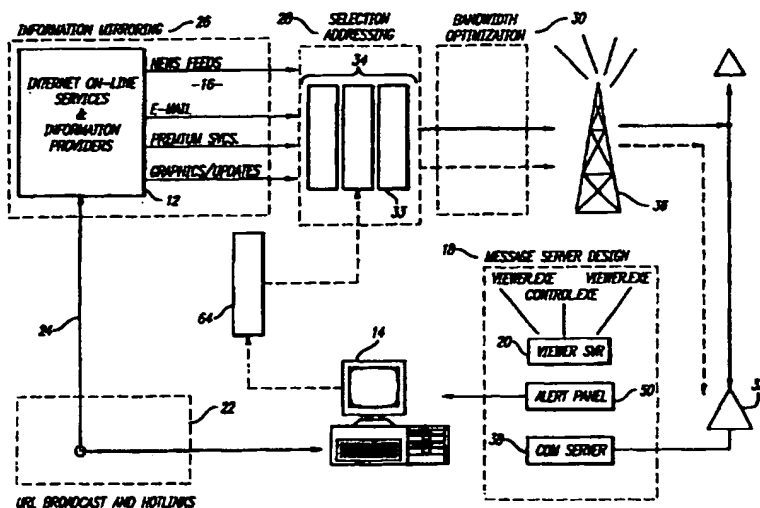 INFORMATION MIRRORING
26
28
SELECTION
ADDRESSING
BANDWIDTH
OPTIMIZATION
30
INTERNET ON-LINE
SERVICES
&
INFORMATION
PROVIDERS
12
NEWS FEEDS
-16-
E-MAIL
PREMIUM SVCS.
GRAPHICS/UPDATES
34
33
36
24
64
14
18
MESSAGE SERVER DESIGN
VIEWER.EXE
CONTROL.EXE
VIEWER.EXE
20
VIEWER SVR
ALERT PANEL
50
38
COM SERVER
22
URL BROADCAST AND HOTLINKS